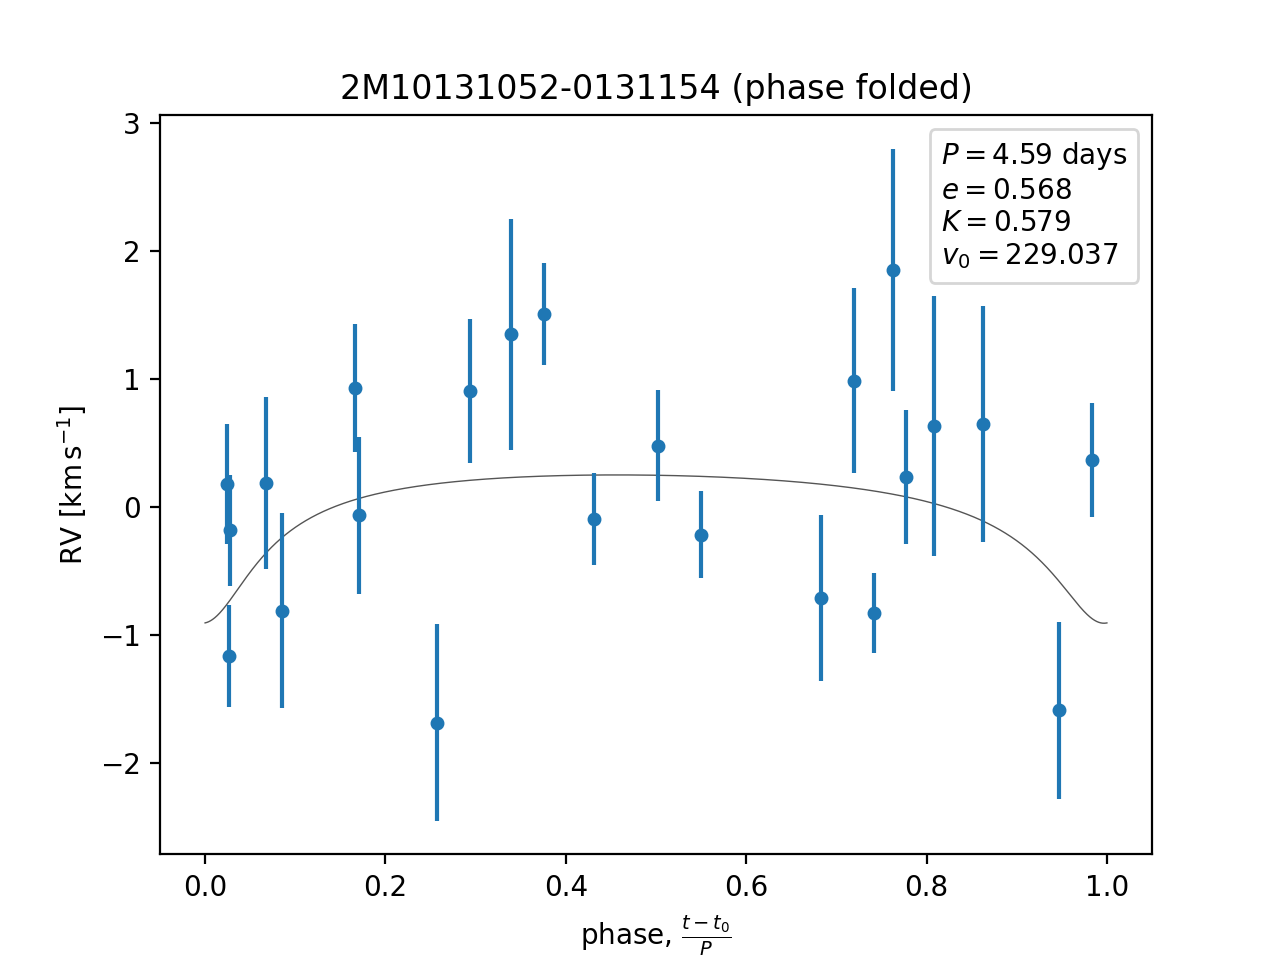 2M10131052-0131154 (phase folded)
P = 4.59 days
e = 0.568
K = 0.579
v₀ = 229.037
3
2
1
0
−1
−2
RV [km s⁻¹]
0.0 0.2 0.4 0.6 0.8 1.0
phase, (t − t₀)/P